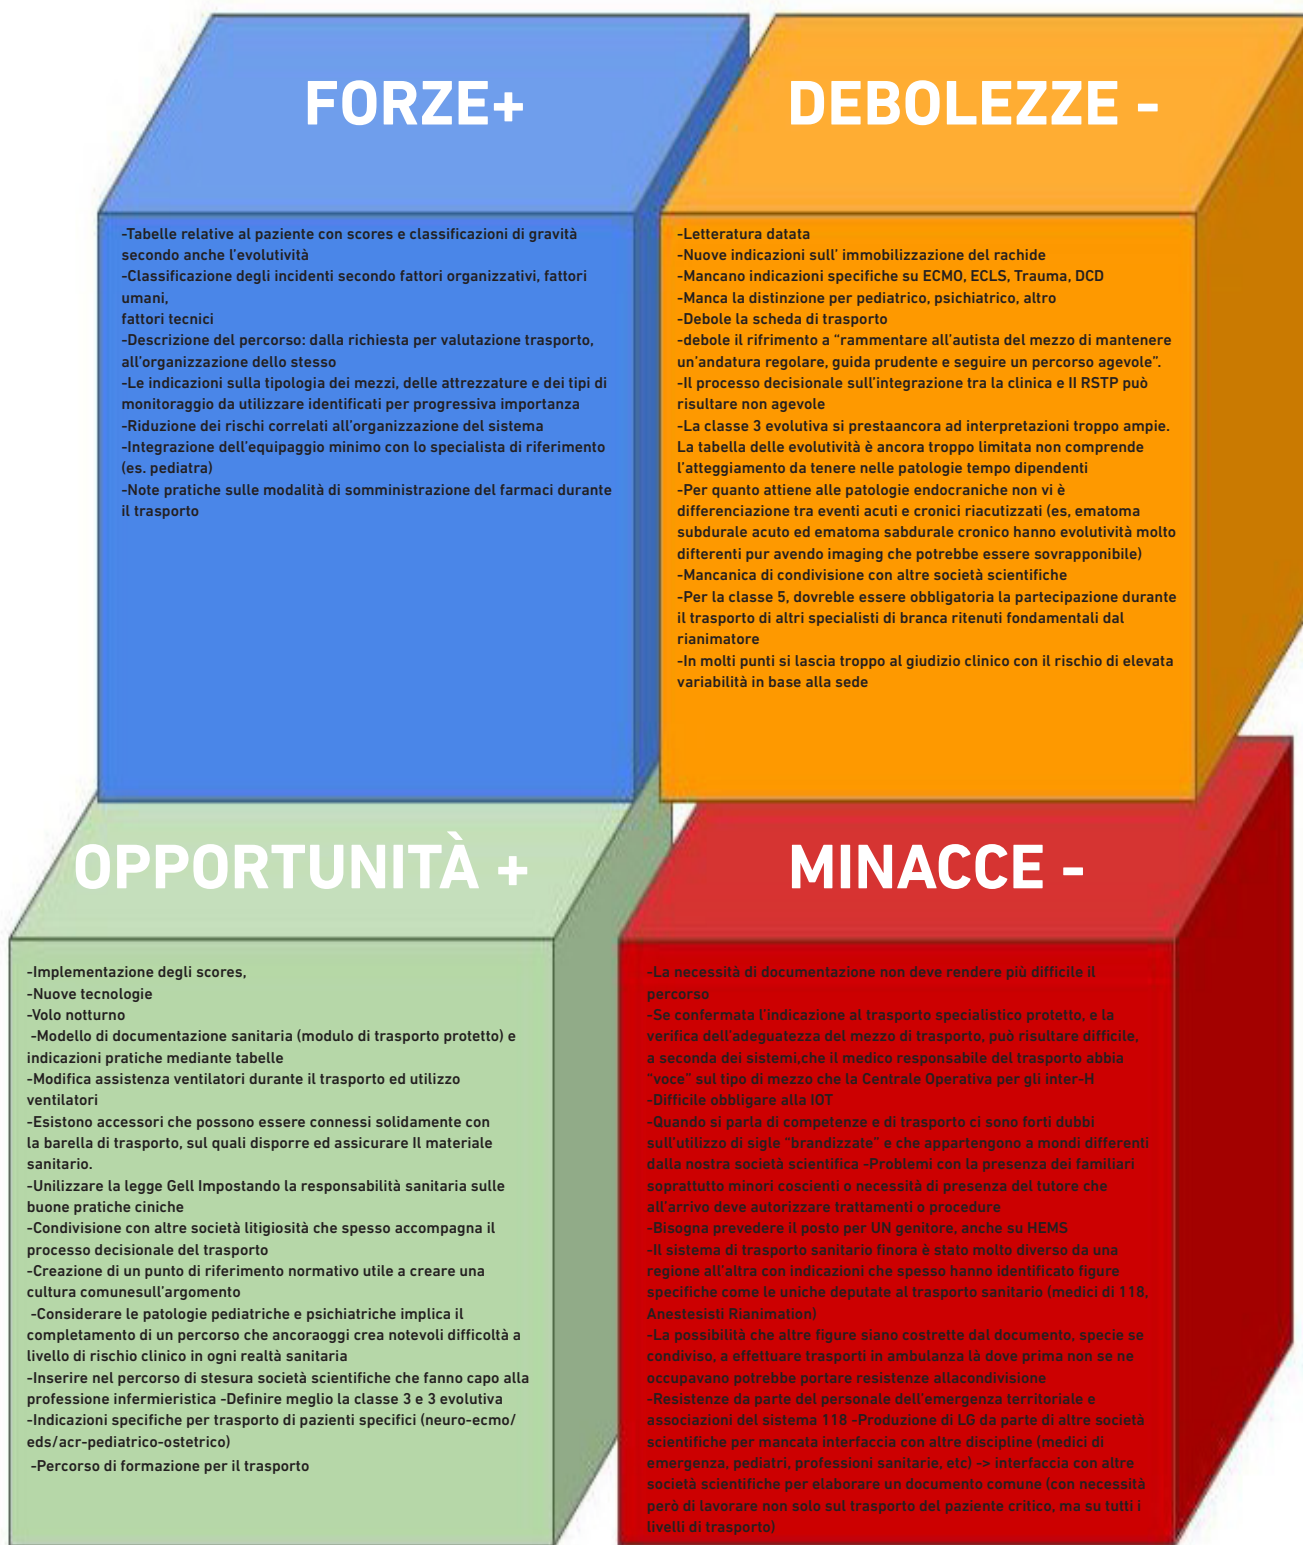 FORZE+
-Tabelle relative al paziente con scores e classificazioni di gravità
secondo anche l'evolutività
-Classificazione degli incidenti secondo fattori organizzativi, fattori
umani,
fattori tecnici
-Descrizione del percorso: dalla richiesta per valutazione trasporto,
all'organizzazione dello stesso
-Le indicazioni sulla tipologia dei mezzi, delle attrezzature e dei tipi di
monitoraggio da utilizzare identificati per progressiva importanza
-Riduzione dei rischi correlati all'organizzazione del sistema
-Integrazione dell'equipaggio minimo con lo specialista di riferimento
(es. pediatra)
-Note pratiche sulle modalità di somministrazione del farmaci durante
il trasporto
DEBOLEZZE -
-Letteratura datata
-Nuove indicazioni sull' immobilizzazione del rachide
-Mancano indicazioni specifiche su ECMO, ECLS, Trauma, DCD
-Manca la distinzione per pediatrico, psichiatrico, altro
-Debole la scheda di trasporto
-debole il rifrimento a “rammentare all'autista del mezzo di mantenere
un'andatura regolare, guida prudente e seguire un percorso agevole”.
-Il processo decisionale sull'integrazione tra la clinica e II RSTP può
risultare non agevole
-La classe 3 evolutiva si prestaancora ad interpretazioni troppo ampie.
La tabella delle evolutività è ancora troppo limitata non comprende
l'atteggiamento da tenere nelle patologie tempo dipendenti
-Per quanto attiene alle patologie endocraniche non vi è
differenciazione tra eventi acuti e cronici riacutizzati (es, ematoma
subdurale acuto ed ematoma sabdurale cronico hanno evolutività molto
difterenti pur avendo imaging che potrebbe essere sovrapponibile)
-Mancanica di condivisione con altre società scientifiche
-Per la classe 5, dovreble essere obbligatoria la partecipazione durante
il trasporto di altri specialisti di branca ritenuti fondamentali dal
rianimatore
-In molti punti si lascia troppo al giudizio clinico con il rischio di elevata
variabilità in base alla sede
OPPORTUNITÀ +
-Implementazione degli scores,
-Nuove tecnologie
-Volo notturno
-Modello di documentazione sanitaria (modulo di trasporto protetto) e
indicazioni pratiche mediante tabelle
-Modifica assistenza ventilatori durante il trasporto ed utilizzo
ventilatori
-Esistono accessori che possono essere connessi solidamente con
la barella di trasporto, sul quali disporre ed assicurare Il materiale
sanitario.
-Unilizzare la legge Gell Impostando la responsabilità sanitaria sulle
buone pratiche ciniche
-Condivisione con altre società litigiosità che spesso accompagna il
processo decisionale del trasporto
-Creazione di un punto di riferimento normativo utile a creare una
cultura comunesull'argomento
-Considerare le patologie pediatriche e psichiatriche implica il
completamento di un percorso che ancoraoggi crea notevoli difficoltà a
livello di rischio clinico in ogni realtà sanitaria
-Inserire nel percorso di stesura società scientifiche che fanno capo alla
professione infermieristica -Definire meglio la classe 3 e 3 evolutiva
-Indicazioni specifiche per trasporto di pazienti specifici (neuro-ecmo/
eds/acr-pediatrico-ostetrico)
-Percorso di formazione per il trasporto
MINACCE -
-La necessità di documentazione non deve rendere più difficile il
percorso
-Se confermata l'indicazione al trasporto specialistico protetto, e la
verifica dell'adeguatezza del mezzo di trasporto, può risultare difficile,
a seconda dei sistemi,che il medico responsabile del trasporto abbia
“voce” sul tipo di mezzo che la Centrale Operativa per gli inter-H
-Difficile obbligare alla IOT
-Quando si parla di competenze e di trasporto ci sono forti dubbi
sull'utilizzo di sigle “brandizzate” e che appartengono a mondi differenti
dalla nostra società scientifica -Problemi con la presenza dei familiari
soprattutto minori coscienti o necessità di presenza del tutore che
all'arrivo deve autorizzare trattamenti o procedure
-Bisogna prevedere il posto per UN genitore, anche su HEMS
-Il sistema di trasporto sanitario finora è stato molto diverso da una
regione all'altra con indicazioni che spesso hanno identificato figure
specifiche come le uniche deputate al trasporto sanitario (medici di 118,
Anestesisti Rianimation)
-La possibilità che altre figure siano costrette dal documento, specie se
condiviso, a effettuare trasporti in ambulanza là dove prima non se ne
occupavano potrebbe portare resistenze allacondivisione
-Resistenze da parte del personale dell'emergenza territoriale e
associazioni del sistema 118 -Produzione di LG da parte di altre società
scientifiche per mancata interfaccia con altre discipline (medici di
emergenza, pediatri, professioni sanitarie, etc) -> interfaccia con altre
società scientifiche per elaborare un documento comune (con necessità
però di lavorare non solo sul trasporto del paziente critico, ma su tutti i
livelli di trasporto)